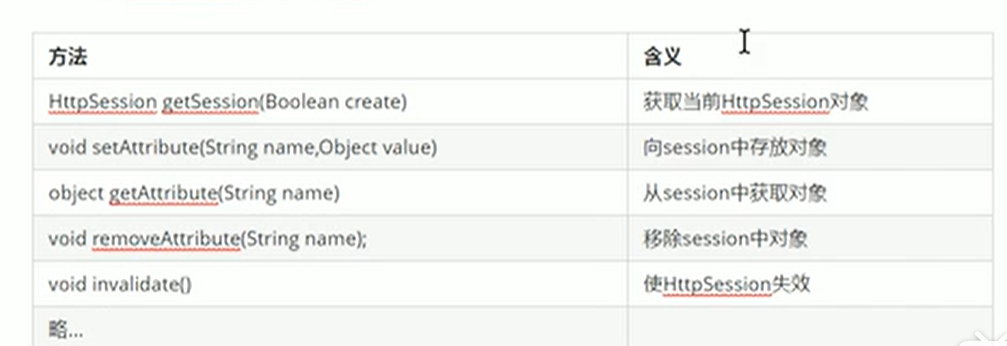 方法 含义
HttpSession getSession(Boolean create) 获取当前HttpSession对象
void setAttribute(String name,Object value) 向session中存放对象
object getAttribute(String name) 从session中获取对象
void removeAttribute(String name); 移除session中对象
void invalidate() 使HttpSession失效
略...